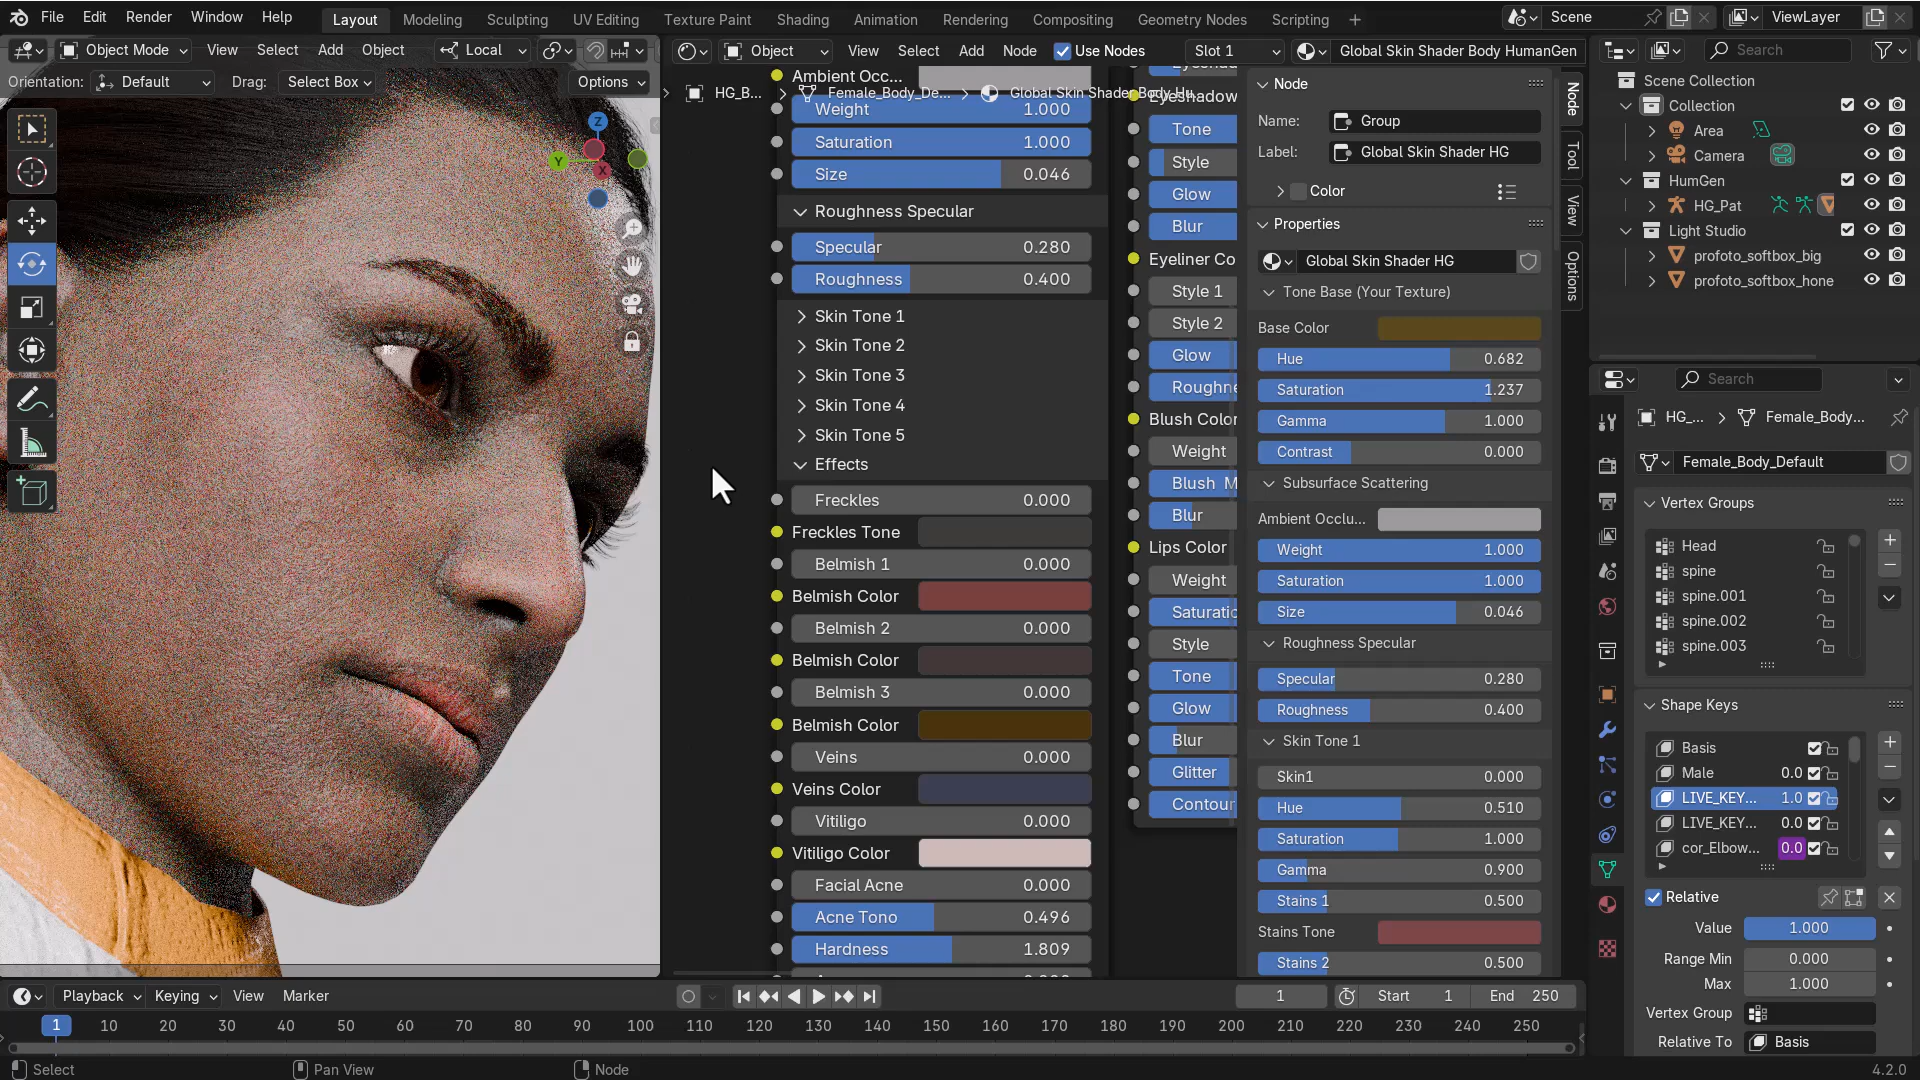 File Edit Render Window Help Layout Modeling Sculpting UV Editing Texture Paint Shading Animation Rendering Compositing Geometry Nodes Scripting + Scene ViewLayer
Object Mode View Select Add Object Local
Orientation: Default Drag: Select Box Options
Z
Y
X
Object View Select Add Node Use Nodes Slot 1 Global Skin Shader Body HumanGen
HG_B... Female_Body_De... Global Skin Shader Body Hu...
Ambient Occ...
Weight 1.000
Saturation 1.000
Size 0.046
Roughness Specular
Specular 0.280
Roughness 0.400
Skin Tone 1
Skin Tone 2
Skin Tone 3
Skin Tone 4
Skin Tone 5
Effects
Freckles 0.000
Freckles Tone
Belmish 1 0.000
Belmish Color
Belmish 2 0.000
Belmish Color
Belmish 3 0.000
Belmish Color
Veins 0.000
Veins Color
Vitiligo 0.000
Vitiligo Color
Facial Acne 0.000
Acne Tono 0.496
Hardness 1.809
Eyeshadow
Tone
Style
Glow
Blur
Eyeliner Co
Style 1
Style 2
Glow
Roughne
Blush Color
Weight
Blush M
Blur
Lips Color
Weight
Saturatio
Style
Tone
Glow
Blur
Glitter
Contour
Node
Name: Group
Label: Global Skin Shader HG
Color
Properties
Global Skin Shader HG
Tone Base (Your Texture)
Base Color
Hue 0.682
Saturation 1.237
Gamma 1.000
Contrast 0.000
Subsurface Scattering
Ambient Occlu...
Weight 1.000
Saturation 1.000
Size 0.046
Roughness Specular
Specular 0.280
Roughness 0.400
Skin Tone 1
Skin1 0.000
Hue 0.510
Saturation 1.000
Gamma 0.900
Stains 1 0.500
Stains Tone
Stains 2 0.500
Node
Tool
View
Options
Search
Scene Collection
Collection
Area
Camera
HumGen
HG_Pat
Light Studio
profoto_softbox_big
profoto_softbox_hone
Search
HG_... Female_Body...
Female_Body_Default
Vertex Groups
Head
spine
spine.001
spine.002
spine.003
Shape Keys
Basis
Male 0.0
LIVE_KEY... 1.0
LIVE_KEY... 0.0
cor_Elbow... 0.0
Relative
Value 1.000
Range Min 0.000
Max 1.000
Vertex Group
Relative To Basis
Playback Keying View Marker 1 Start 1 End 250
1 10 20 30 40 50 60 70 80 90 100 110 120 130 140 150 160 170 180 190 200 210 220 230 240 250
Select Pan View Node 4.2.0